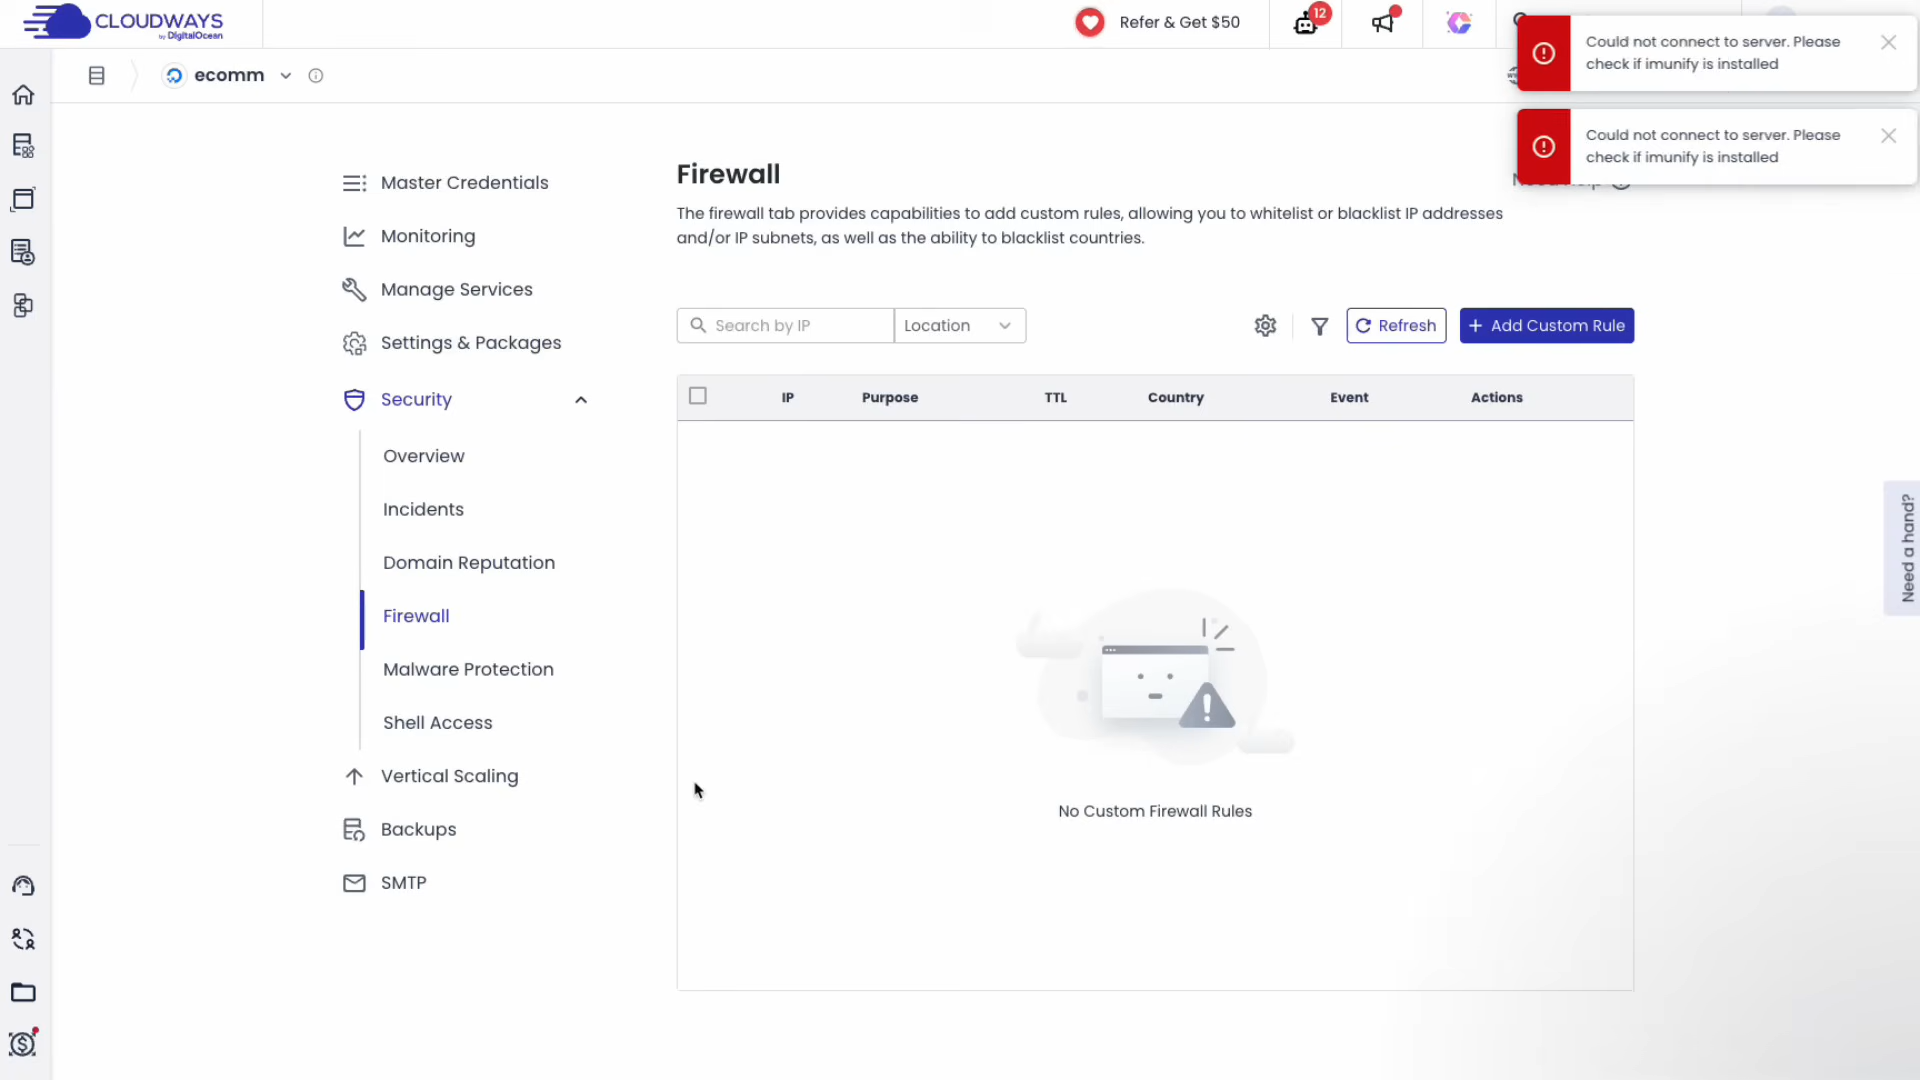 CLOUDWAYS
by DigitalOcean
Refer & Get $50
12
Could not connect to server. Please
check if imunify is installed
ecomm
Could not connect to server. Please
check if imunify is installed
Master Credentials
Monitoring
Manage Services
Settings & Packages
Security
Overview
Incidents
Domain Reputation
Firewall
Malware Protection
Shell Access
Vertical Scaling
Backups
SMTP
Firewall
The firewall tab provides capabilities to add custom rules, allowing you to whitelist or blacklist IP addresses
and/or IP subnets, as well as the ability to blacklist countries.
Search by IP
Location
Refresh
+ Add Custom Rule
IP Purpose TTL Country Event Actions
No Custom Firewall Rules
Need a hand?